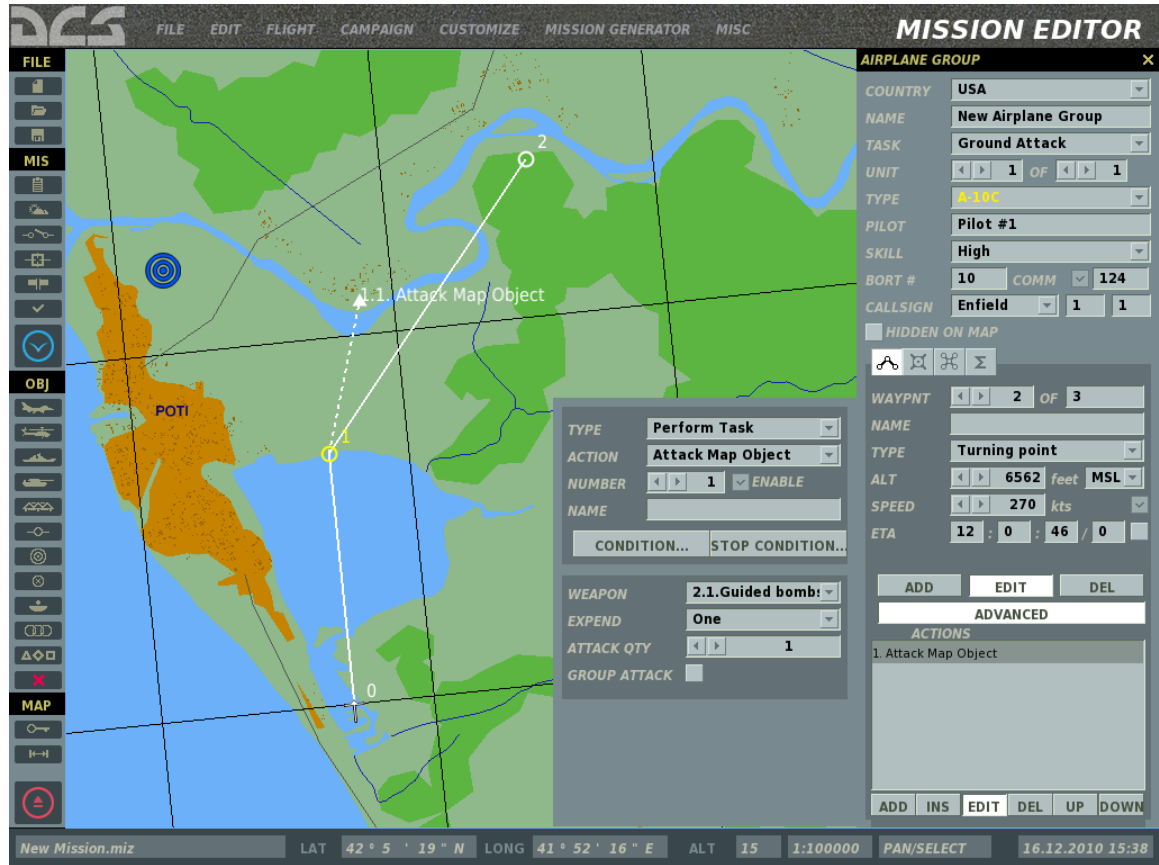 DCS FILE EDIT FLIGHT CAMPAIGN CUSTOMIZE MISSION GENERATOR MISC MISSION EDITOR
FILE
MIS
OBJ
MAP
2
1.1. Attack Map Object
POTI
1
0
TYPE Perform Task
ACTION Attack Map Object
NUMBER 1 ENABLE
NAME
CONDITION... STOP CONDITION...
WEAPON 2.1.Guided bombs
EXPEND One
ATTACK QTY 1
GROUP ATTACK
AIRPLANE GROUP
COUNTRY USA
NAME New Airplane Group
TASK Ground Attack
UNIT 1 OF 1
TYPE A-10C
PILOT Pilot #1
SKILL High
BORT # 10 COMM 124
CALLSIGN Enfield 1 1
HIDDEN ON MAP
WAYPNT 2 OF 3
NAME
TYPE Turning point
ALT 6562 feet MSL
SPEED 270 kts
ETA 12 : 0 : 46 / 0
ADD EDIT DEL
ADVANCED
ACTIONS
1. Attack Map Object
ADD INS EDIT DEL UP DOWN
New Mission.miz LAT 42 ° 5 ' 19 " N LONG 41 ° 52 ' 16 " E ALT 15 1:100000 PAN/SELECT 16.12.2010 15:38